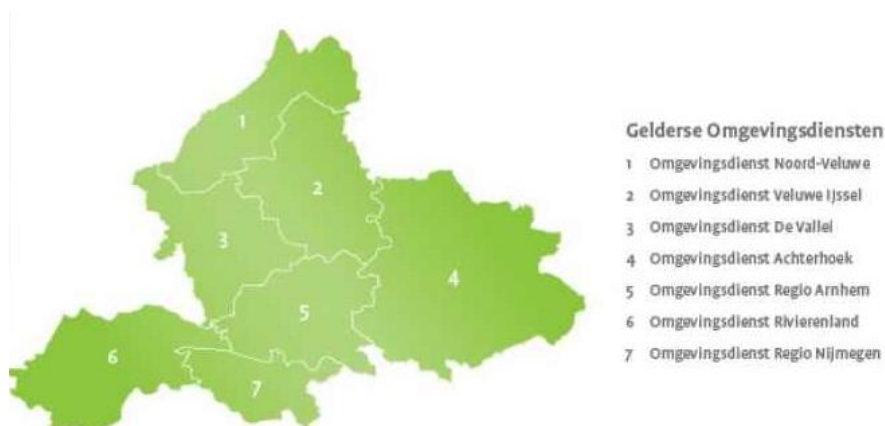 1
2
3
4
5
6
7
Gelderse Omgevingsdiensten
1 Omgevingsdienst Noord-Veluwe
2 Omgevingsdienst Veluwe Ijssel
3 Omgevingsdienst De Vallei
4 Omgevingsdienst Achterhoek
5 Omgevingsdienst Regio Arnhem
6 Omgevingsdienst Rivierenland
7 Omgevingsdienst Regio Nijmegen